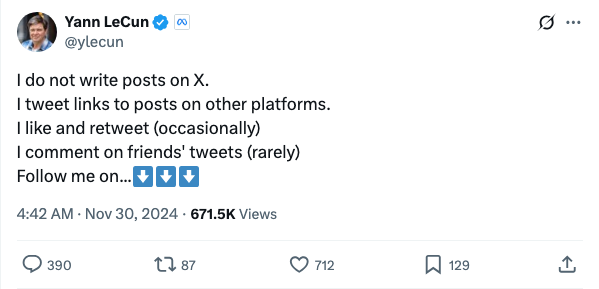 Yann LeCun
@ylecun
I do not write posts on X.
I tweet links to posts on other platforms.
I like and retweet (occasionally)
I comment on friends' tweets (rarely)
Follow me on...⬇️⬇️⬇️
4:42 AM · Nov 30, 2024 · 671.5K Views
390 87 712 129